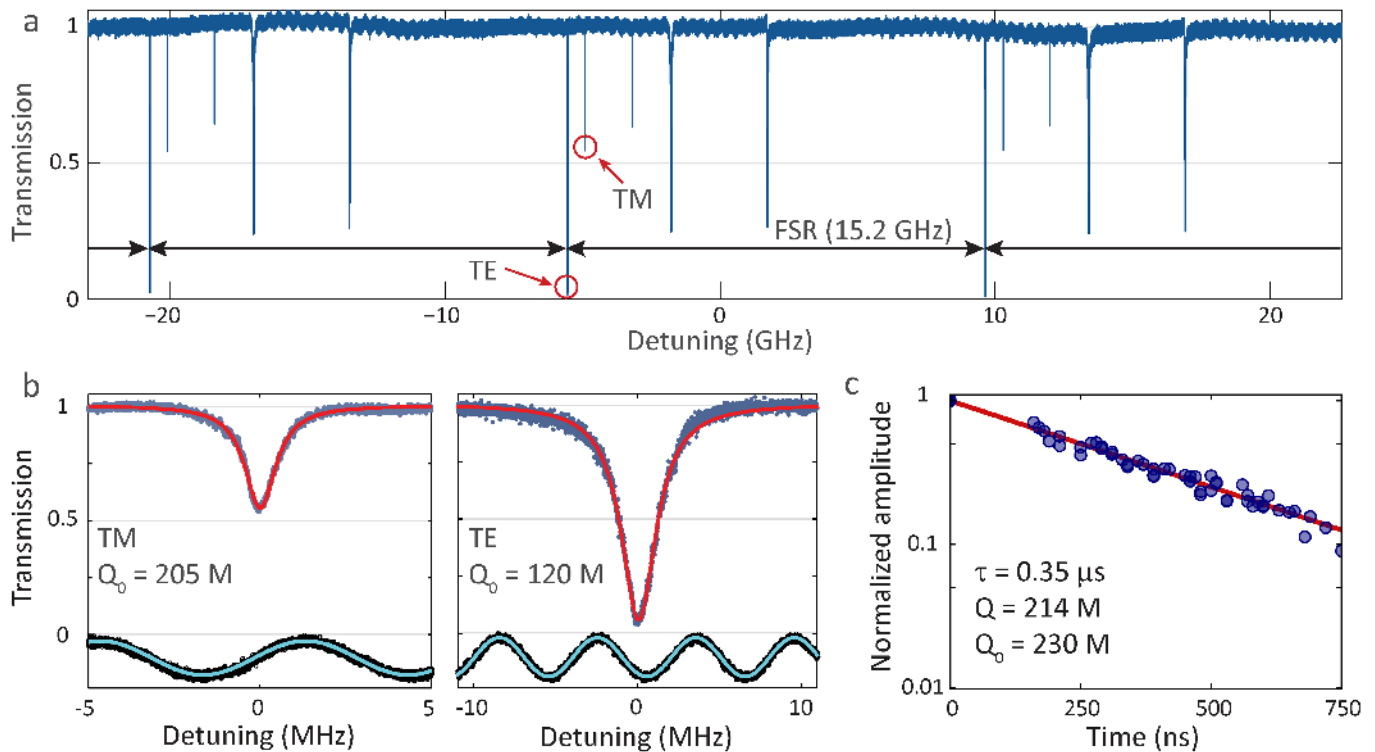 a
1
0.5
0
Transmission
TM
TE
FSR (15.2 GHz)
−20
−10
0
10
20
Detuning (GHz)
b
1
0.5
0
Transmission
TM
Q₀ = 205 M
-5
0
5
Detuning (MHz)
TE
Q₀ = 120 M
-10
0
10
Detuning (MHz)
c
1
0.1
0.01
Normalized amplitude
τ = 0.35 μs
Q = 214 M
Q₀ = 230 M
0
250
500
750
Time (ns)